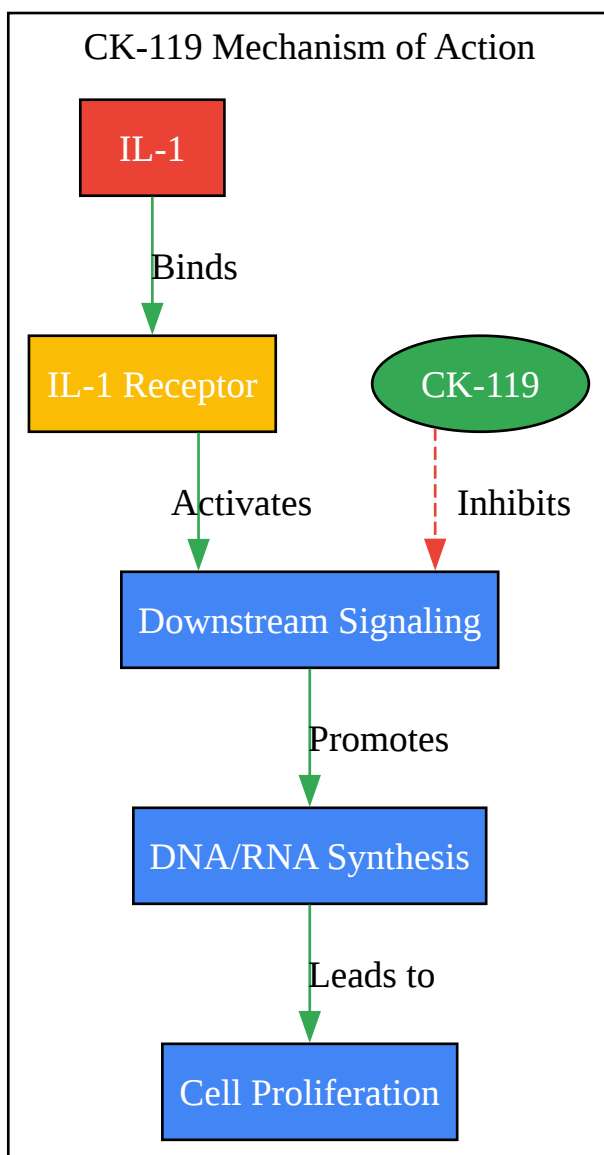 CK-119 Mechanism of Action
IL-1
Binds
IL-1 Receptor
CK-119
Activates
Inhibits
Downstream Signaling
Promotes
DNA/RNA Synthesis
Leads to
Cell Proliferation